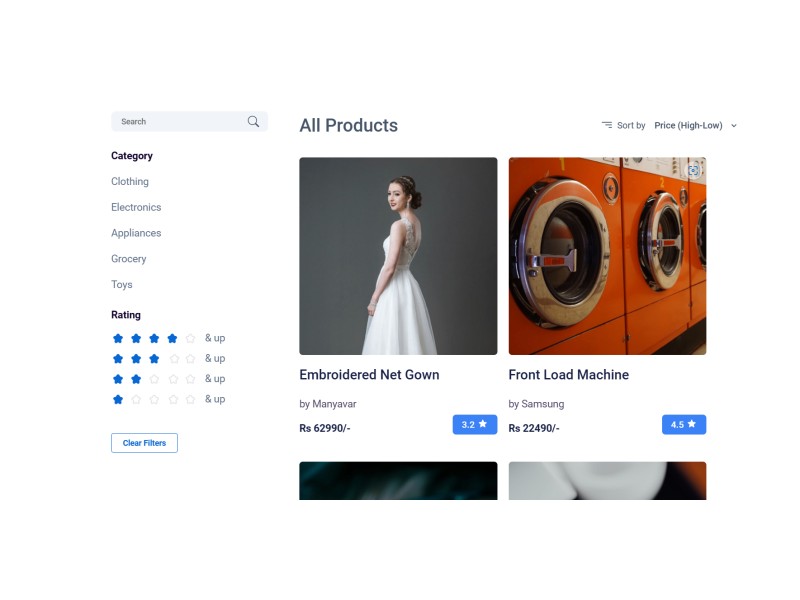 Search
Category
Clothing
Electronics
Appliances
Grocery
Toys
Rating
& up
& up
& up
& up
Clear Filters
All Products
Sort by Price (High-Low)
Embroidered Net Gown
by Manyavar
Rs 62990/-
3.2
Front Load Machine
by Samsung
Rs 22490/-
4.5